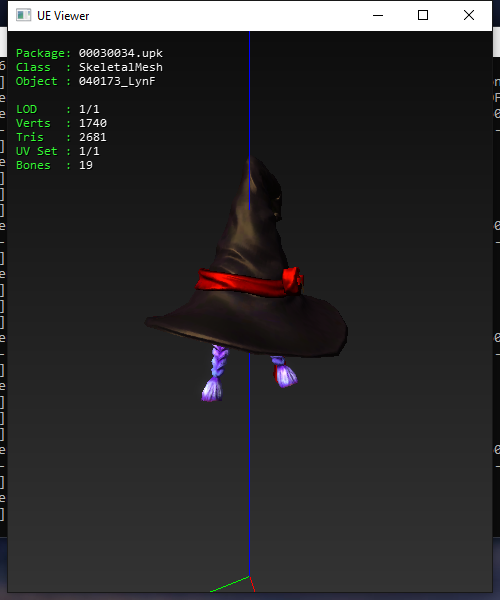 UE Viewer
Package: 00030034.upk
Class  : SkeletalMesh
Object : 040173_LynF
LOD    : 1/1
Verts  : 1740
Tris   : 2681
UV Set : 1/1
Bones  : 19